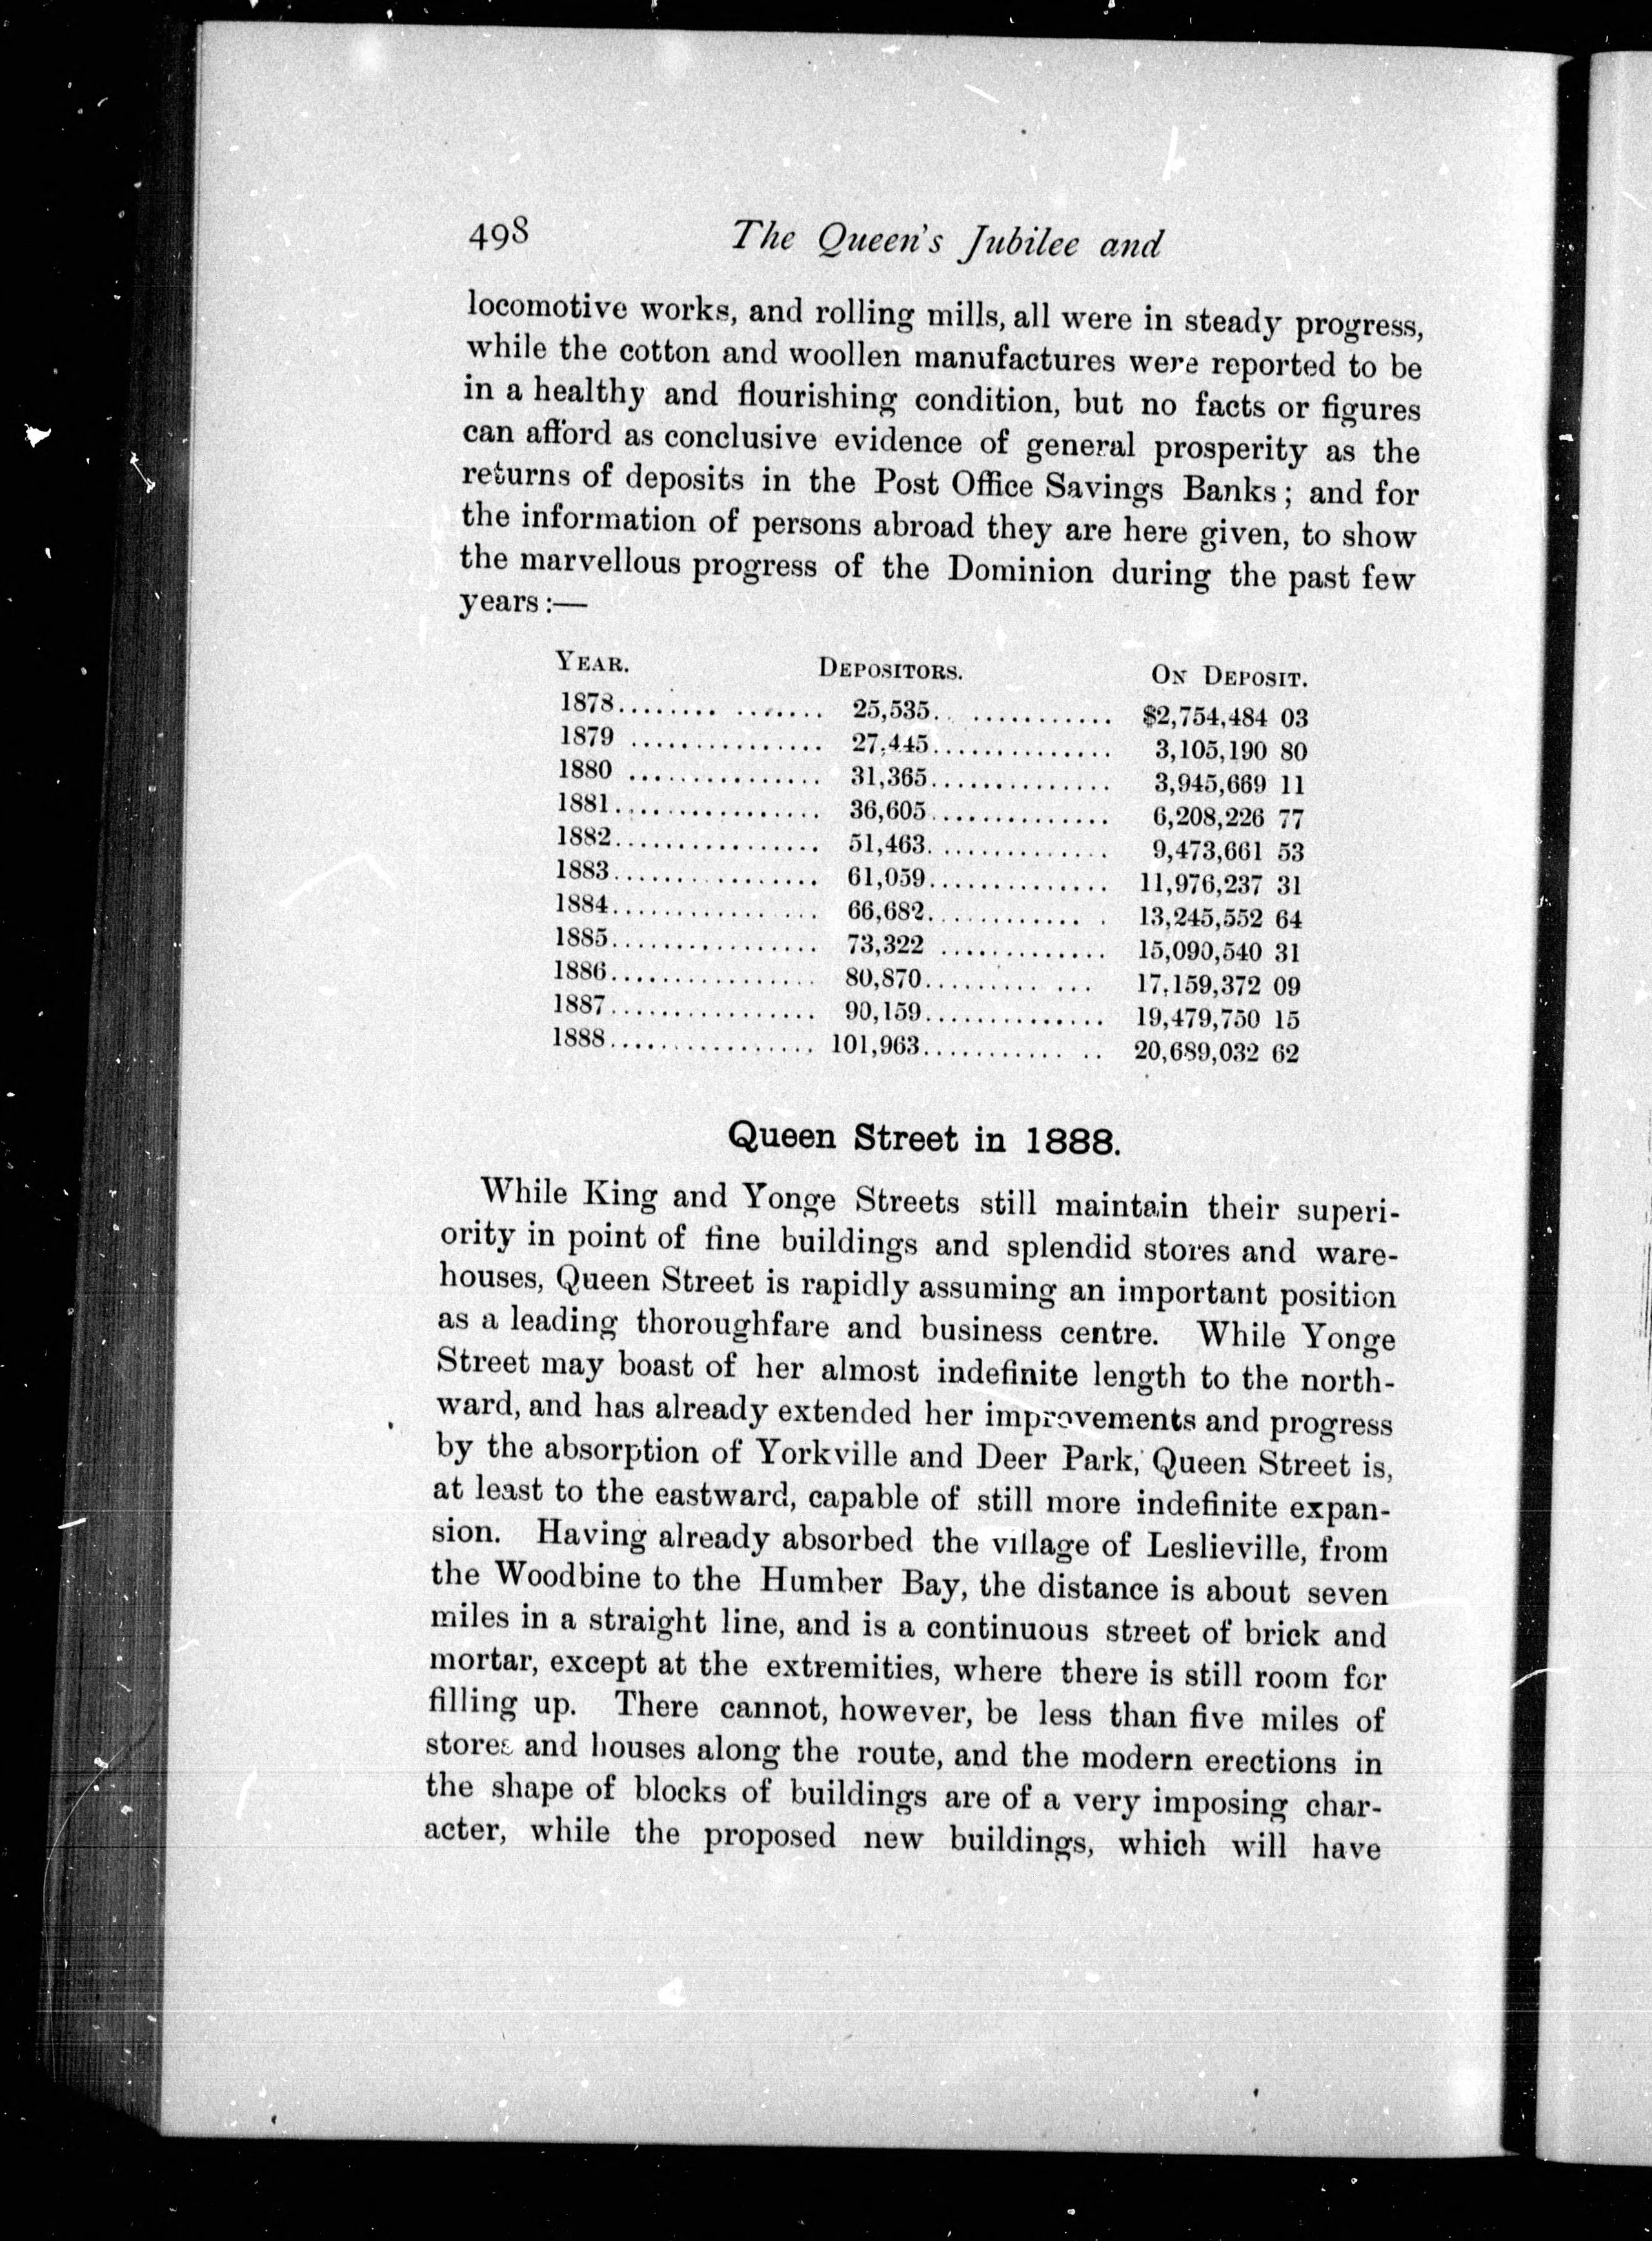 498 The Queen's Jubilee and
locomotive works, and rolling mills, all were in steady progress,
while the cotton and woollen manufactures were reported to be
in a healthy and flourishing condition, but no facts or figures
can afford as conclusive evidence of general prosperity as the
returns of deposits in the Post Office Savings Banks; and for
the information of persons abroad they are here given, to show
the marvellous progress of the Dominion during the past few
years:—
YEAR. DEPOSITORS. ON DEPOSIT.
1878............... 25,535.............. $2,754,484 03
1879 ............... 27,445.............. 3,105,190 80
1880 ............... 31,365.............. 3,945,669 11
1881................ 36,605.............. 6,208,226 77
1882................ 51,463.............. 9,473,661 53
1883................ 61,059.............. 11,976,237 31
1884................ 66,682.............. 13,245,552 64
1885................ 73,322 ............. 15,090,540 31
1886................ 80,870............. 17,159,372 09
1887................ 90,159.............. 19,479,750 15
1888................ 101,963............. 20,689,032 62
Queen Street in 1888.
While King and Yonge Streets still maintain their superi-
ority in point of fine buildings and splendid stores and ware-
houses, Queen Street is rapidly assuming an important position
as a leading thoroughfare and business centre. While Yonge
Street may boast of her almost indefinite length to the north-
ward, and has already extended her improvements and progress
by the absorption of Yorkville and Deer Park, Queen Street is,
at least to the eastward, capable of still more indefinite expan-
sion. Having already absorbed the village of Leslieville, from
the Woodbine to the Humber Bay, the distance is about seven
miles in a straight line, and is a continuous street of brick and
mortar, except at the extremities, where there is still room for
filling up. There cannot, however, be less than five miles of
stores and houses along the route, and the modern erections in
the shape of blocks of buildings are of a very imposing char-
acter, while the proposed new buildings, which will have